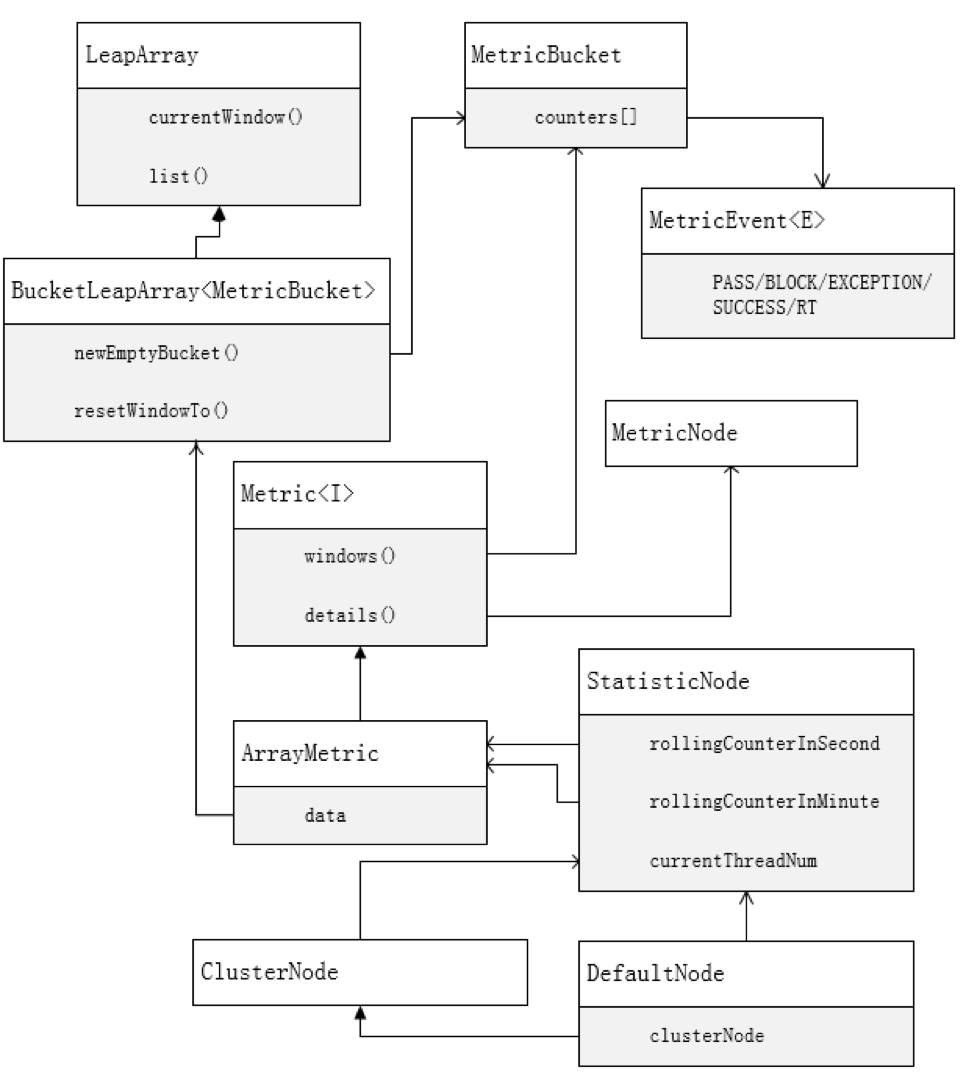 LeapArray
currentWindow()
list()
MetricBucket
counters[]
MetricEvent<E>
PASS/BLOCK/EXCEPTION/
SUCCESS/RT
BucketLeapArray<MetricBucket>
newEmptyBucket()
resetWindowTo()
MetricNode
Metric<I>
windows()
details()
StatisticNode
rollingCounterInSecond
rollingCounterInMinute
currentThreadNum
ArrayMetric
data
ClusterNode
DefaultNode
clusterNode